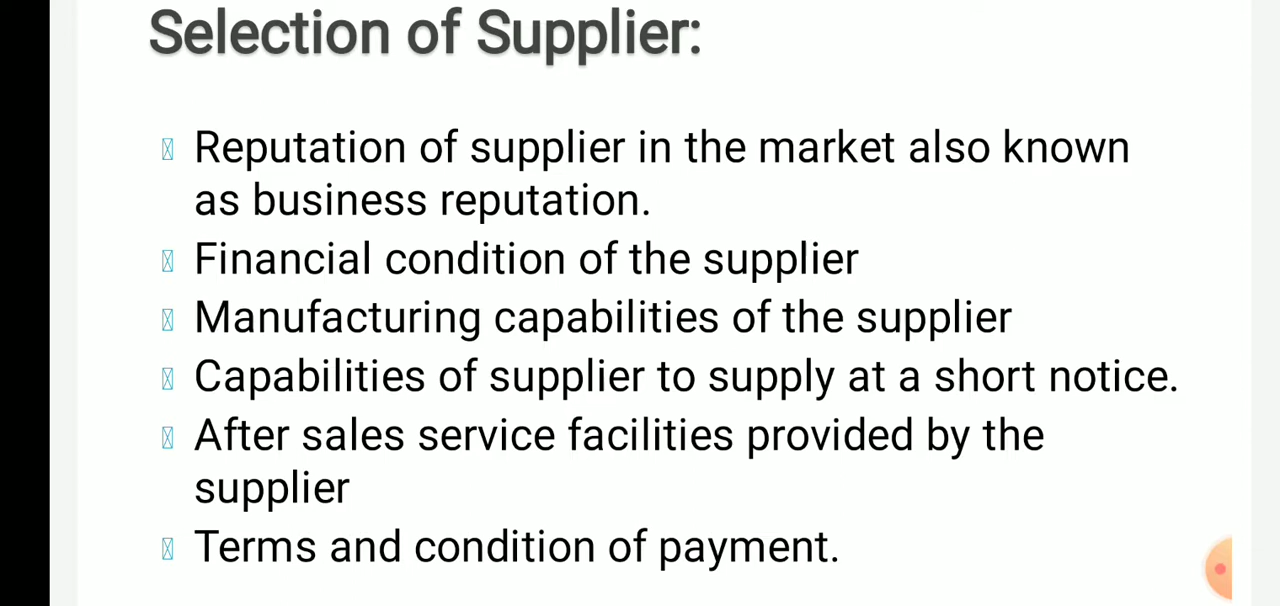 Selection of Supplier:
Reputation of supplier in the market also known
as business reputation.
Financial condition of the supplier
Manufacturing capabilities of the supplier
Capabilities of supplier to supply at a short notice.
After sales service facilities provided by the
supplier
Terms and condition of payment.